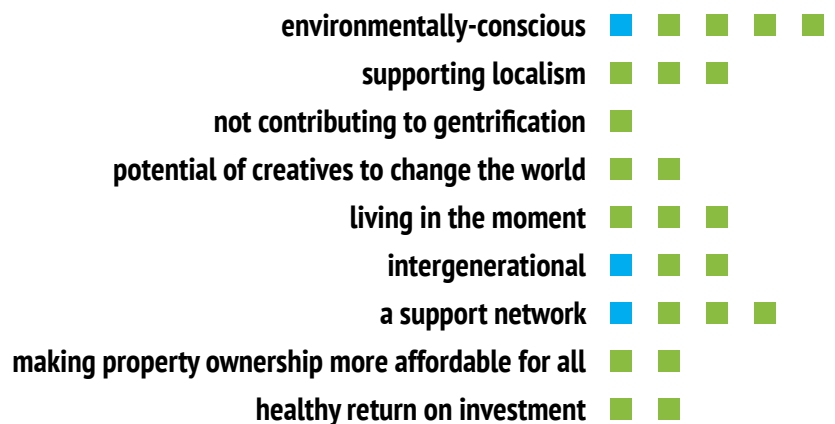 environmentally-conscious
supporting localism
not contributing to gentrification
potential of creatives to change the world
living in the moment
intergenerational
a support network
making property ownership more affordable for all
healthy return on investment